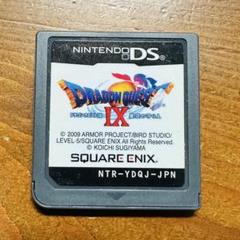 NINTENDO DS
DRAGON QUEST
IX
© 2009 ARMOR PROJECT/BIRD STUDIO/
LEVEL-5/SQUARE ENIX All Rights Reserved.
© KOICHI SUGIYAMA
SQUARE ENIX
NTR-YDQJ-JPN